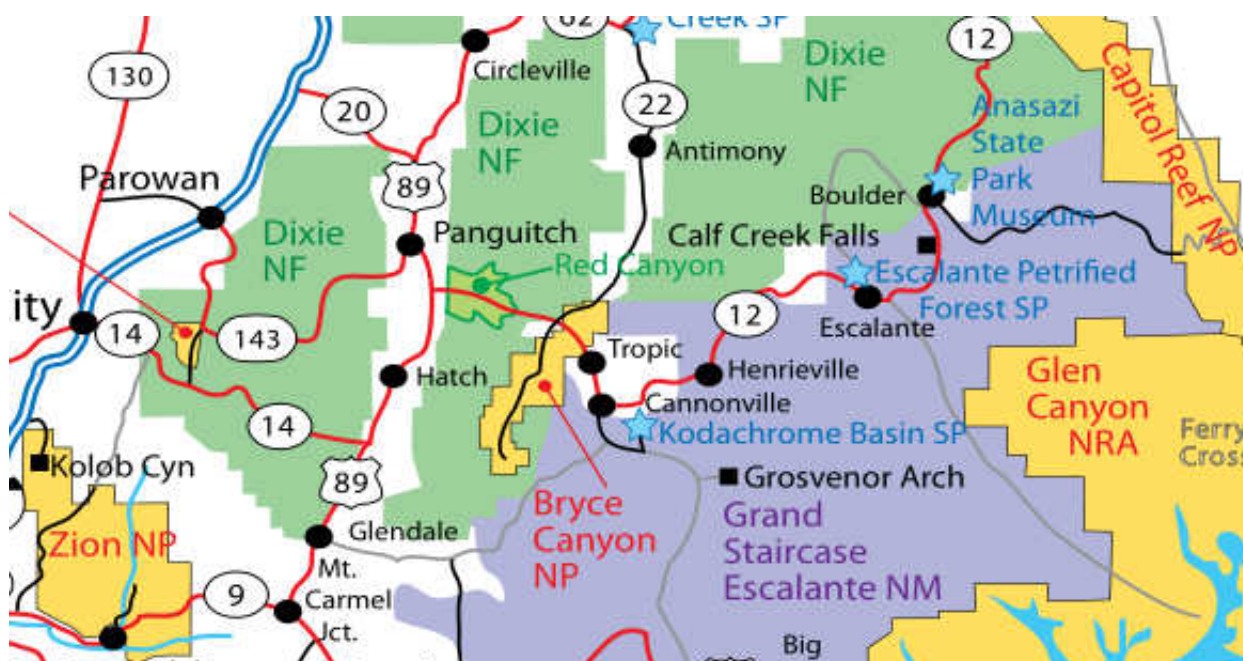 62
Creek SP
12
Circleville
Dixie
NF
Capitol Reef NP
130
20
Dixie
NF
22
Anasazi
State
Park
Museum
Antimony
Parowan
89
Boulder
Dixie
NF
Panguitch
Calf Creek Falls
Red Canyon
Escalante Petrified
Forest SP
ity
14
143
12
Escalante
Tropic
Hatch
Henrieville
Glen
Canyon
NRA
Cannonville
14
Kodachrome Basin SP
Ferry
Cross
Kolob Cyn
89
Grosvenor Arch
Bryce
Canyon
NP
Grand
Staircase
Escalante NM
Glendale
Zion NP
Mt.
Carmel
Jct.
9
Big